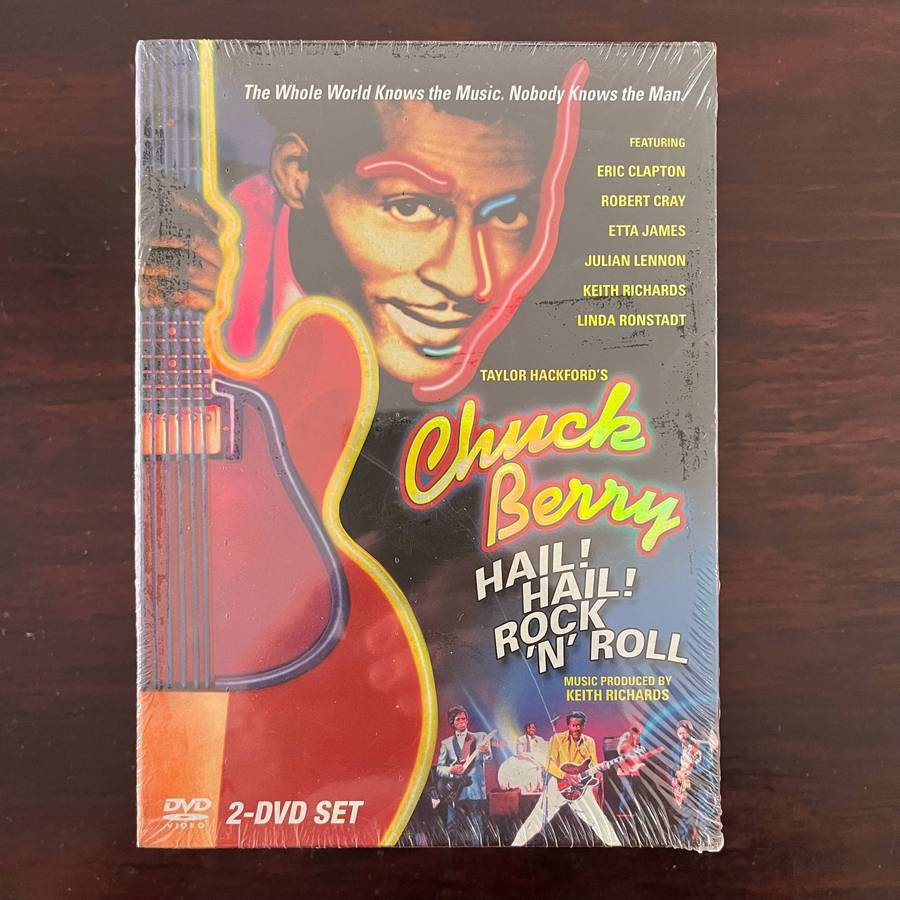 The Whole World Knows the Music. Nobody Knows the Man.
FEATURING
ERIC CLAPTON
ROBERT CRAY
ETTA JAMES
JULIAN LENNON
KEITH RICHARDS
LINDA RONSTADT
TAYLOR HACKFORD'S
Chuck
Berry
HAIL!
HAIL!
ROCK
'N' ROLL
MUSIC PRODUCED BY
KEITH RICHARDS
DVD
VIDEO
2-DVD SET